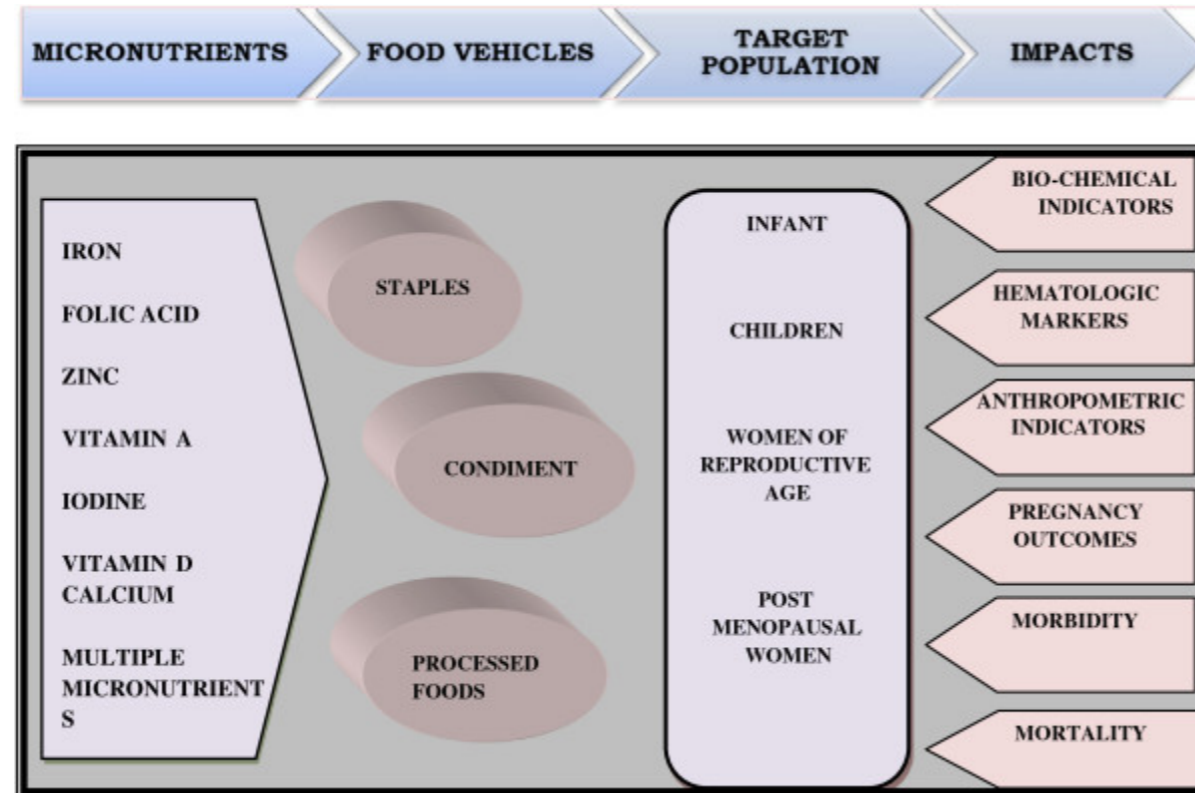 MICRONUTRIENTS
FOOD VEHICLES
TARGET
POPULATION
IMPACTS
IRON
FOLIC ACID
ZINC
VITAMIN A
IODINE
VITAMIN D
CALCIUM
MULTIPLE
MICRONUTRIENT
S
STAPLES
CONDIMENT
PROCESSED
FOODS
INFANT
CHILDREN
WOMEN OF
REPRODUCTIVE
AGE
POST
MENOPAUSAL
WOMEN
BIO-CHEMICAL
INDICATORS
HEMATOLOGIC
MARKERS
ANTHROPOMETRIC
INDICATORS
PREGNANCY
OUTCOMES
MORBIDITY
MORTALITY